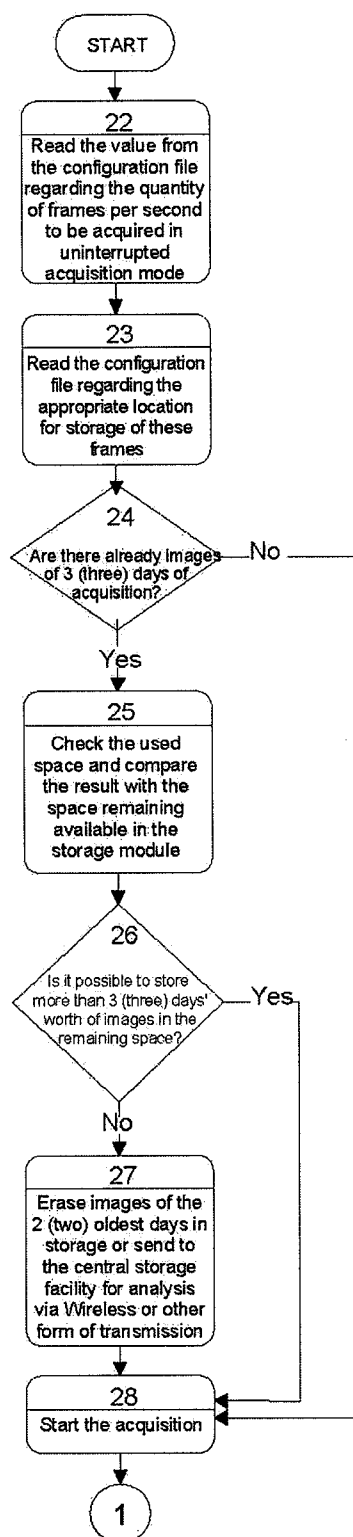 START
22
Read the value from
the configuration file
regarding the quantity
of frames per second
to be acquired in
uninterrupted
acquisition mode
23
Read the configuration
file regarding the
appropriate location
for storage of these
frames
24
Are there already images
of 3 (three) days of
acquisition?
No
Yes
25
Check the used
space and compare
the result with the
space remaining
available in the
storage module
26
Is it possible to store
more than 3 (three) days'
worth of images in the
remaining space?
Yes
No
27
Erase images of the
2 (two) oldest days in
storage or send to
the central storage
facility for analysis
via Wireless or other
form of transmission
28
Start the acquisition
1